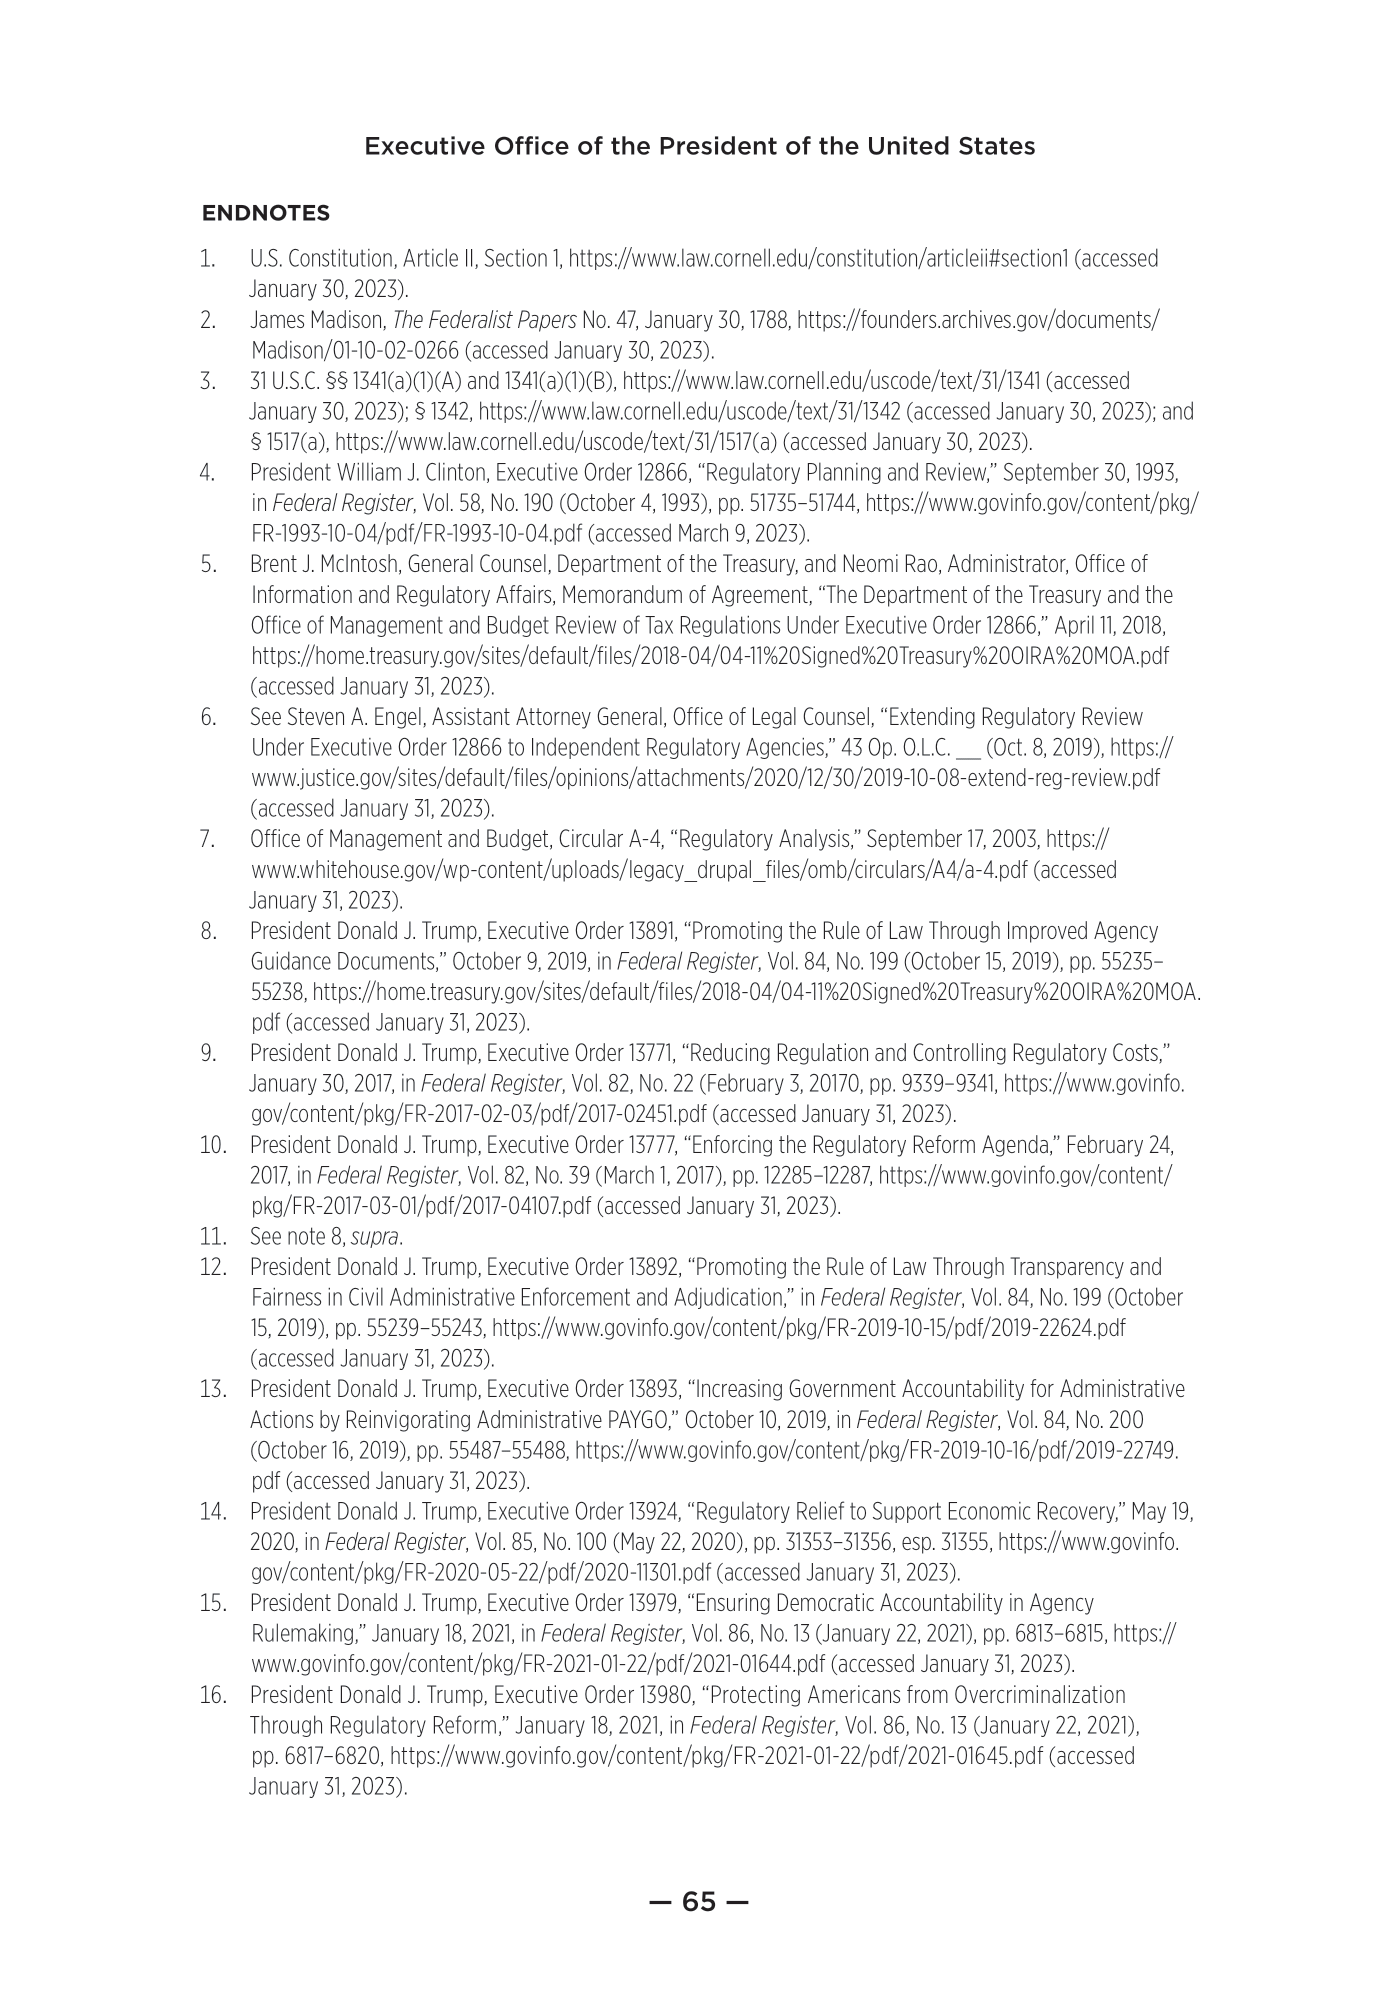 Executive Office of the President of the United States
ENDNOTES
1. U.S. Constitution, Article II, Section 1, https://www.law.cornell.edu/constitution/articleii#section1 (accessed
January 30, 2023).
2. James Madison, The Federalist Papers No. 47, January 30, 1788, https://founders.archives.gov/documents/
Madison/01-10-02-0266 (accessed January 30, 2023).
3. 31 U.S.C. §§ 1341(a)(1)(A) and 1341(a)(1)(B), https://www.law.cornell.edu/uscode/text/31/1341 (accessed
January 30, 2023); § 1342, https://www.law.cornell.edu/uscode/text/31/1342 (accessed January 30, 2023); and
§ 1517(a), https://www.law.cornell.edu/uscode/text/31/1517(a) (accessed January 30, 2023).
4. President William J. Clinton, Executive Order 12866, “Regulatory Planning and Review,” September 30, 1993,
in Federal Register, Vol. 58, No. 190 (October 4, 1993), pp. 51735–51744, https://www.govinfo.gov/content/pkg/
FR-1993-10-04/pdf/FR-1993-10-04.pdf (accessed March 9, 2023).
5. Brent J. McIntosh, General Counsel, Department of the Treasury, and Neomi Rao, Administrator, Office of
Information and Regulatory Affairs, Memorandum of Agreement, “The Department of the Treasury and the
Office of Management and Budget Review of Tax Regulations Under Executive Order 12866,” April 11, 2018,
https://home.treasury.gov/sites/default/files/2018-04/04-11%20Signed%20Treasury%20OIRA%20MOA.pdf
(accessed January 31, 2023).
6. See Steven A. Engel, Assistant Attorney General, Office of Legal Counsel, “Extending Regulatory Review
Under Executive Order 12866 to Independent Regulatory Agencies,” 43 Op. O.L.C. __ (Oct. 8, 2019), https://
www.justice.gov/sites/default/files/opinions/attachments/2020/12/30/2019-10-08-extend-reg-review.pdf
(accessed January 31, 2023).
7. Office of Management and Budget, Circular A-4, “Regulatory Analysis,” September 17, 2003, https://
www.whitehouse.gov/wp-content/uploads/legacy_drupal_files/omb/circulars/A4/a-4.pdf (accessed
January 31, 2023).
8. President Donald J. Trump, Executive Order 13891, “Promoting the Rule of Law Through Improved Agency
Guidance Documents,” October 9, 2019, in Federal Register, Vol. 84, No. 199 (October 15, 2019), pp. 55235–
55238, https://home.treasury.gov/sites/default/files/2018-04/04-11%20Signed%20Treasury%20OIRA%20MOA.
pdf (accessed January 31, 2023).
9. President Donald J. Trump, Executive Order 13771, “Reducing Regulation and Controlling Regulatory Costs,”
January 30, 2017, in Federal Register, Vol. 82, No. 22 (February 3, 20170, pp. 9339–9341, https://www.govinfo.
gov/content/pkg/FR-2017-02-03/pdf/2017-02451.pdf (accessed January 31, 2023).
10. President Donald J. Trump, Executive Order 13777, “Enforcing the Regulatory Reform Agenda,” February 24,
2017, in Federal Register, Vol. 82, No. 39 (March 1, 2017), pp. 12285–12287, https://www.govinfo.gov/content/
pkg/FR-2017-03-01/pdf/2017-04107.pdf (accessed January 31, 2023).
11. See note 8, supra.
12. President Donald J. Trump, Executive Order 13892, “Promoting the Rule of Law Through Transparency and
Fairness in Civil Administrative Enforcement and Adjudication,” in Federal Register, Vol. 84, No. 199 (October
15, 2019), pp. 55239–55243, https://www.govinfo.gov/content/pkg/FR-2019-10-15/pdf/2019-22624.pdf
(accessed January 31, 2023).
13. President Donald J. Trump, Executive Order 13893, “Increasing Government Accountability for Administrative
Actions by Reinvigorating Administrative PAYGO,” October 10, 2019, in Federal Register, Vol. 84, No. 200
(October 16, 2019), pp. 55487–55488, https://www.govinfo.gov/content/pkg/FR-2019-10-16/pdf/2019-22749.
pdf (accessed January 31, 2023).
14. President Donald J. Trump, Executive Order 13924, “Regulatory Relief to Support Economic Recovery,” May 19,
2020, in Federal Register, Vol. 85, No. 100 (May 22, 2020), pp. 31353–31356, esp. 31355, https://www.govinfo.
gov/content/pkg/FR-2020-05-22/pdf/2020-11301.pdf (accessed January 31, 2023).
15. President Donald J. Trump, Executive Order 13979, “Ensuring Democratic Accountability in Agency
Rulemaking,” January 18, 2021, in Federal Register, Vol. 86, No. 13 (January 22, 2021), pp. 6813–6815, https://
www.govinfo.gov/content/pkg/FR-2021-01-22/pdf/2021-01644.pdf (accessed January 31, 2023).
16. President Donald J. Trump, Executive Order 13980, “Protecting Americans from Overcriminalization
Through Regulatory Reform,” January 18, 2021, in Federal Register, Vol. 86, No. 13 (January 22, 2021),
pp. 6817–6820, https://www.govinfo.gov/content/pkg/FR-2021-01-22/pdf/2021-01645.pdf (accessed
January 31, 2023).
— 65 —